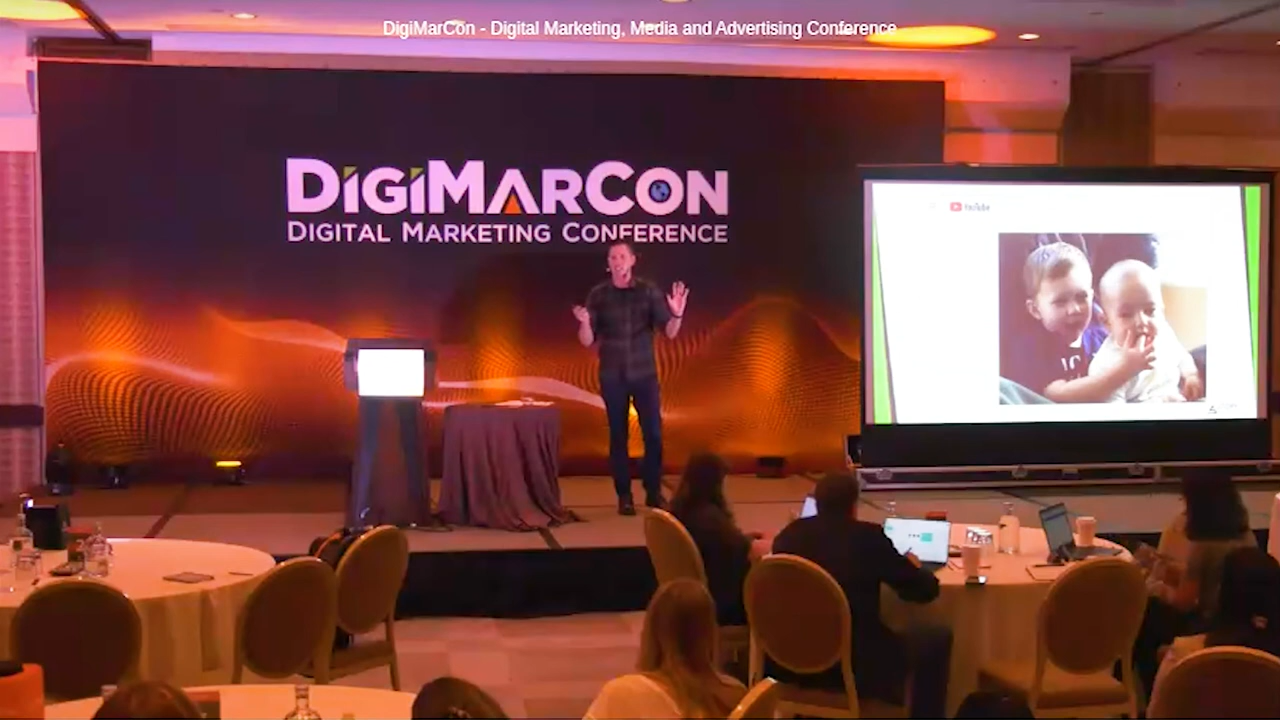 DigiMarCon - Digital Marketing, Media and Advertising Conference
DIGIMARCON
DIGITAL MARKETING CONFERENCE
YouTube